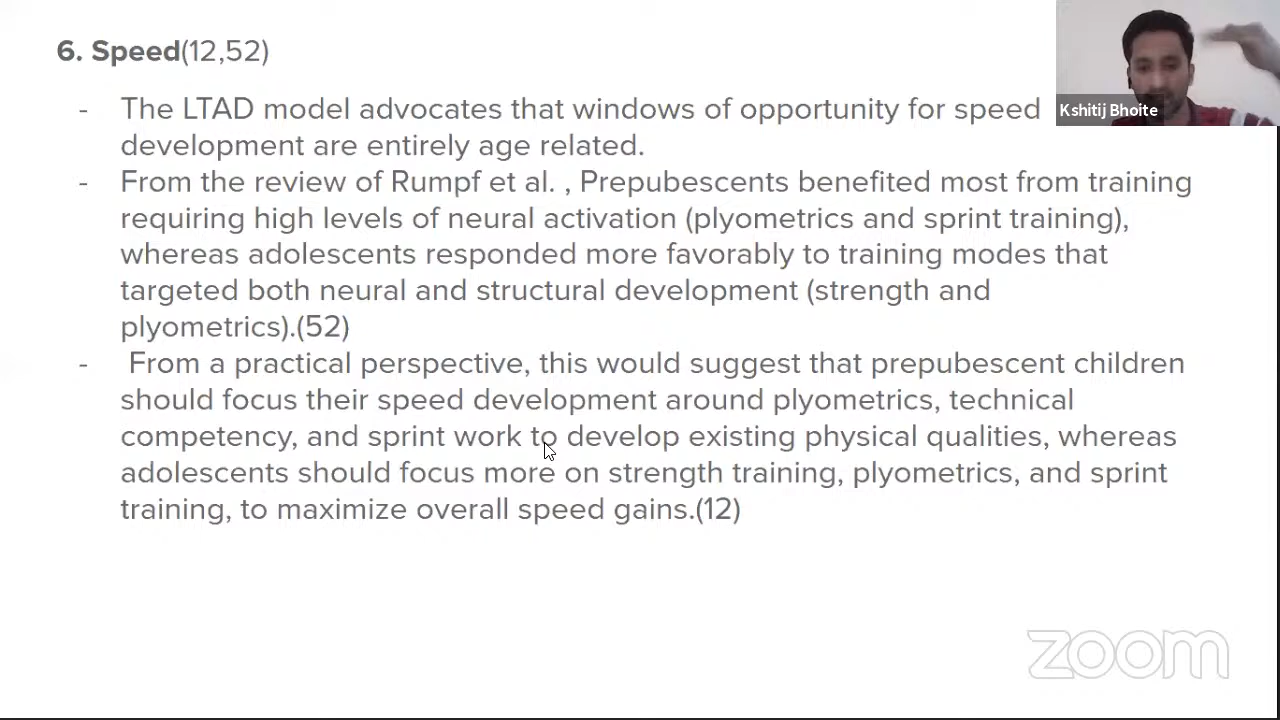 6. Speed(12,52)
- The LTAD model advocates that windows of opportunity for speed
development are entirely age related.
- From the review of Rumpf et al. , Prepubescents benefited most from training
requiring high levels of neural activation (plyometrics and sprint training),
whereas adolescents responded more favorably to training modes that
targeted both neural and structural development (strength and
plyometrics).(52)
- From a practical perspective, this would suggest that prepubescent children
should focus their speed development around plyometrics, technical
competency, and sprint work to develop existing physical qualities, whereas
adolescents should focus more on strength training, plyometrics, and sprint
training, to maximize overall speed gains.(12)
Kshitij Bhoite
zoom